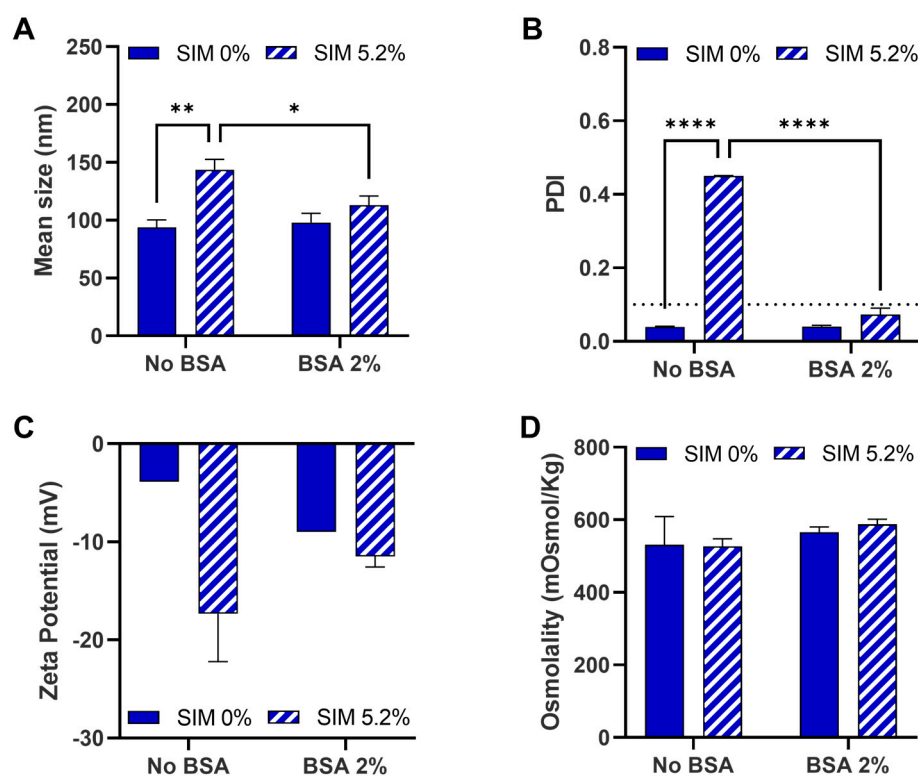 A
SIM 0% SIM 5.2%
Mean size (nm)
250
200
150
100
50
0
** *
No BSA BSA 2%
B
SIM 0% SIM 5.2%
PDI
0.8
0.6
0.4
0.2
0.0
**** ****
No BSA BSA 2%
C
Zeta Potential (mV)
0
-10
-20
-30
SIM 0% SIM 5.2%
No BSA BSA 2%
D
SIM 0% SIM 5.2%
Osmolality (mOsmol/Kg)
800
600
400
200
0
No BSA BSA 2%